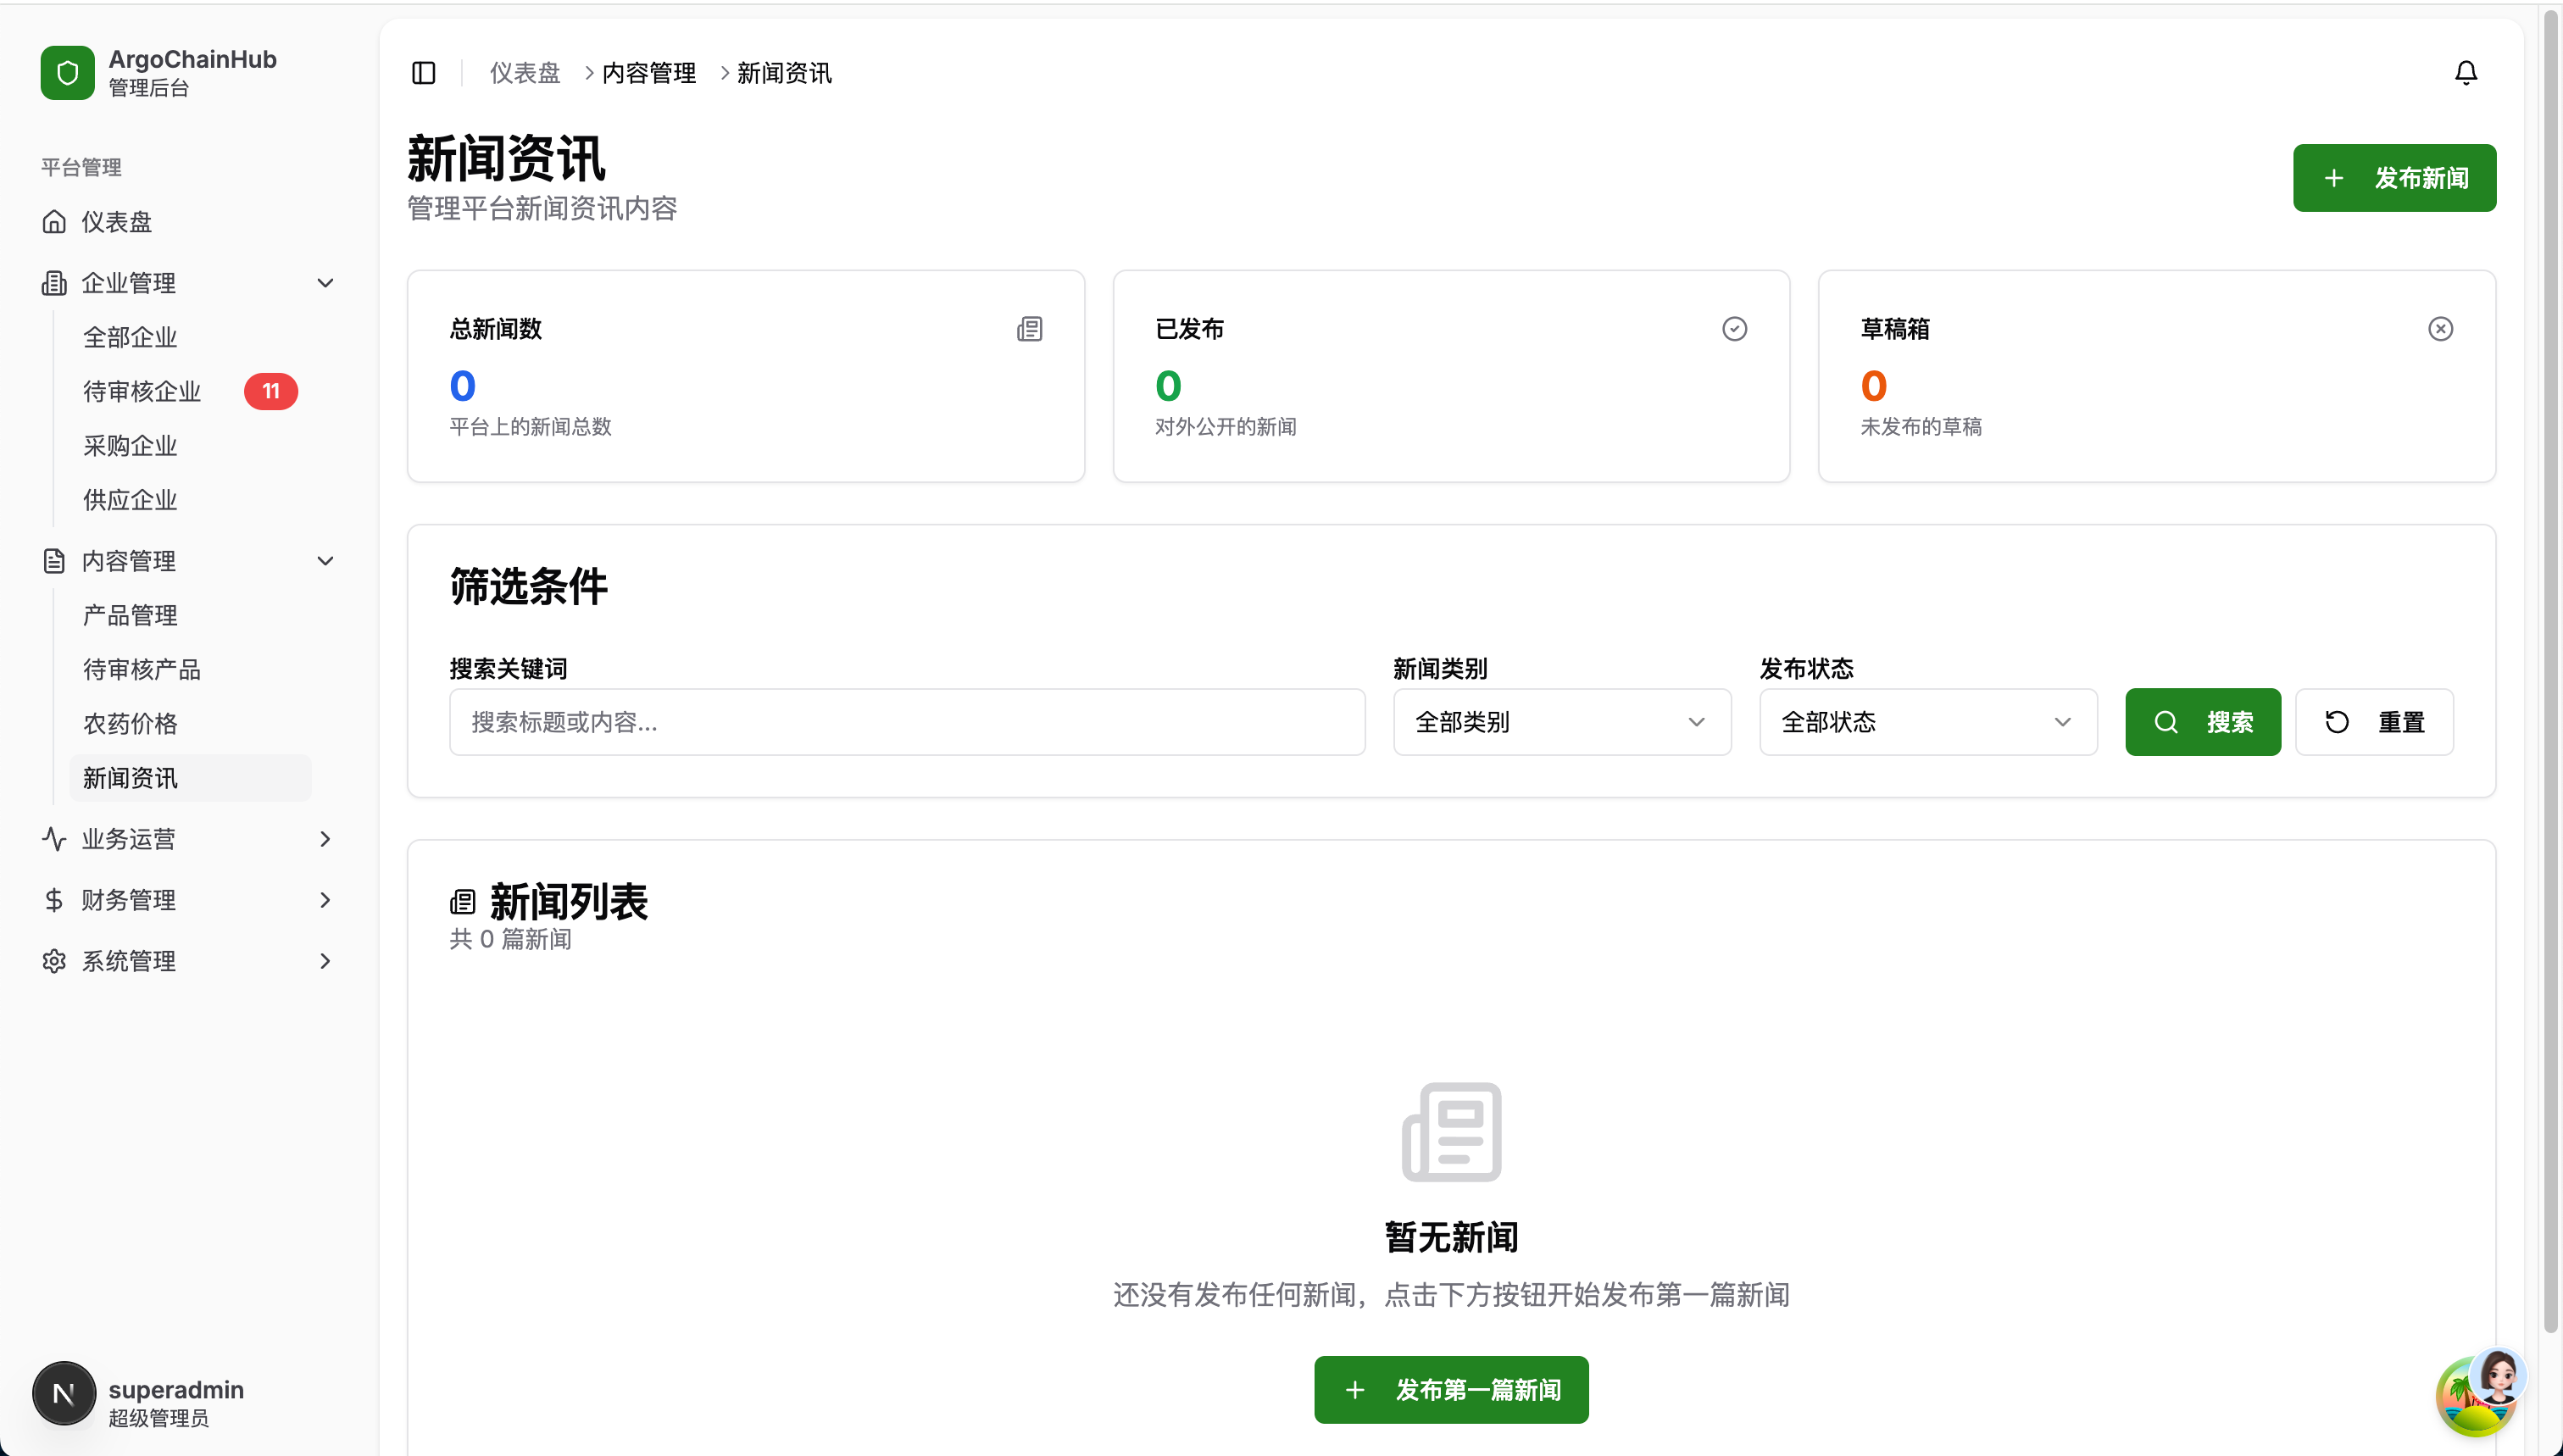 ArgoChainHub
管理后台
平台管理
仪表盘
企业管理
全部企业
待审核企业 11
采购企业
供应企业
内容管理
产品管理
待审核产品
农药价格
新闻资讯
业务运营
财务管理
系统管理
N superadmin
超级管理员
仪表盘 内容管理 新闻资讯
新闻资讯
管理平台新闻资讯内容
发布新闻
总新闻数
0
平台上的新闻总数
已发布
0
对外公开的新闻
草稿箱
0
未发布的草稿
筛选条件
搜索关键词 新闻类别 发布状态
搜索标题或内容... 全部类别 全部状态 搜索 重置
新闻列表
共 0 篇新闻
暂无新闻
还没有发布任何新闻，点击下方按钮开始发布第一篇新闻
发布第一篇新闻